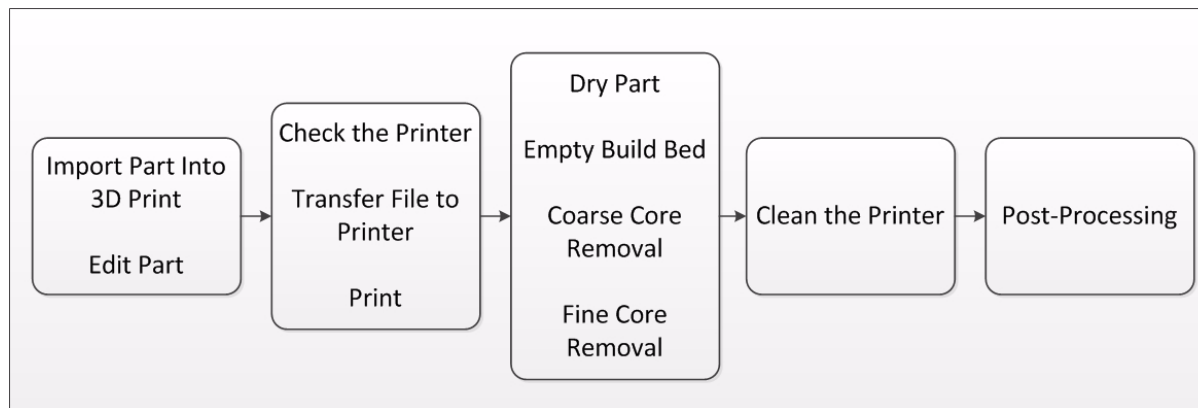 Import Part Into
3D Print
Edit Part
Check the Printer
Transfer File to
Printer
Print
Dry Part
Empty Build Bed
Coarse Core
Removal
Fine Core
Removal
Clean the Printer
Post-Processing